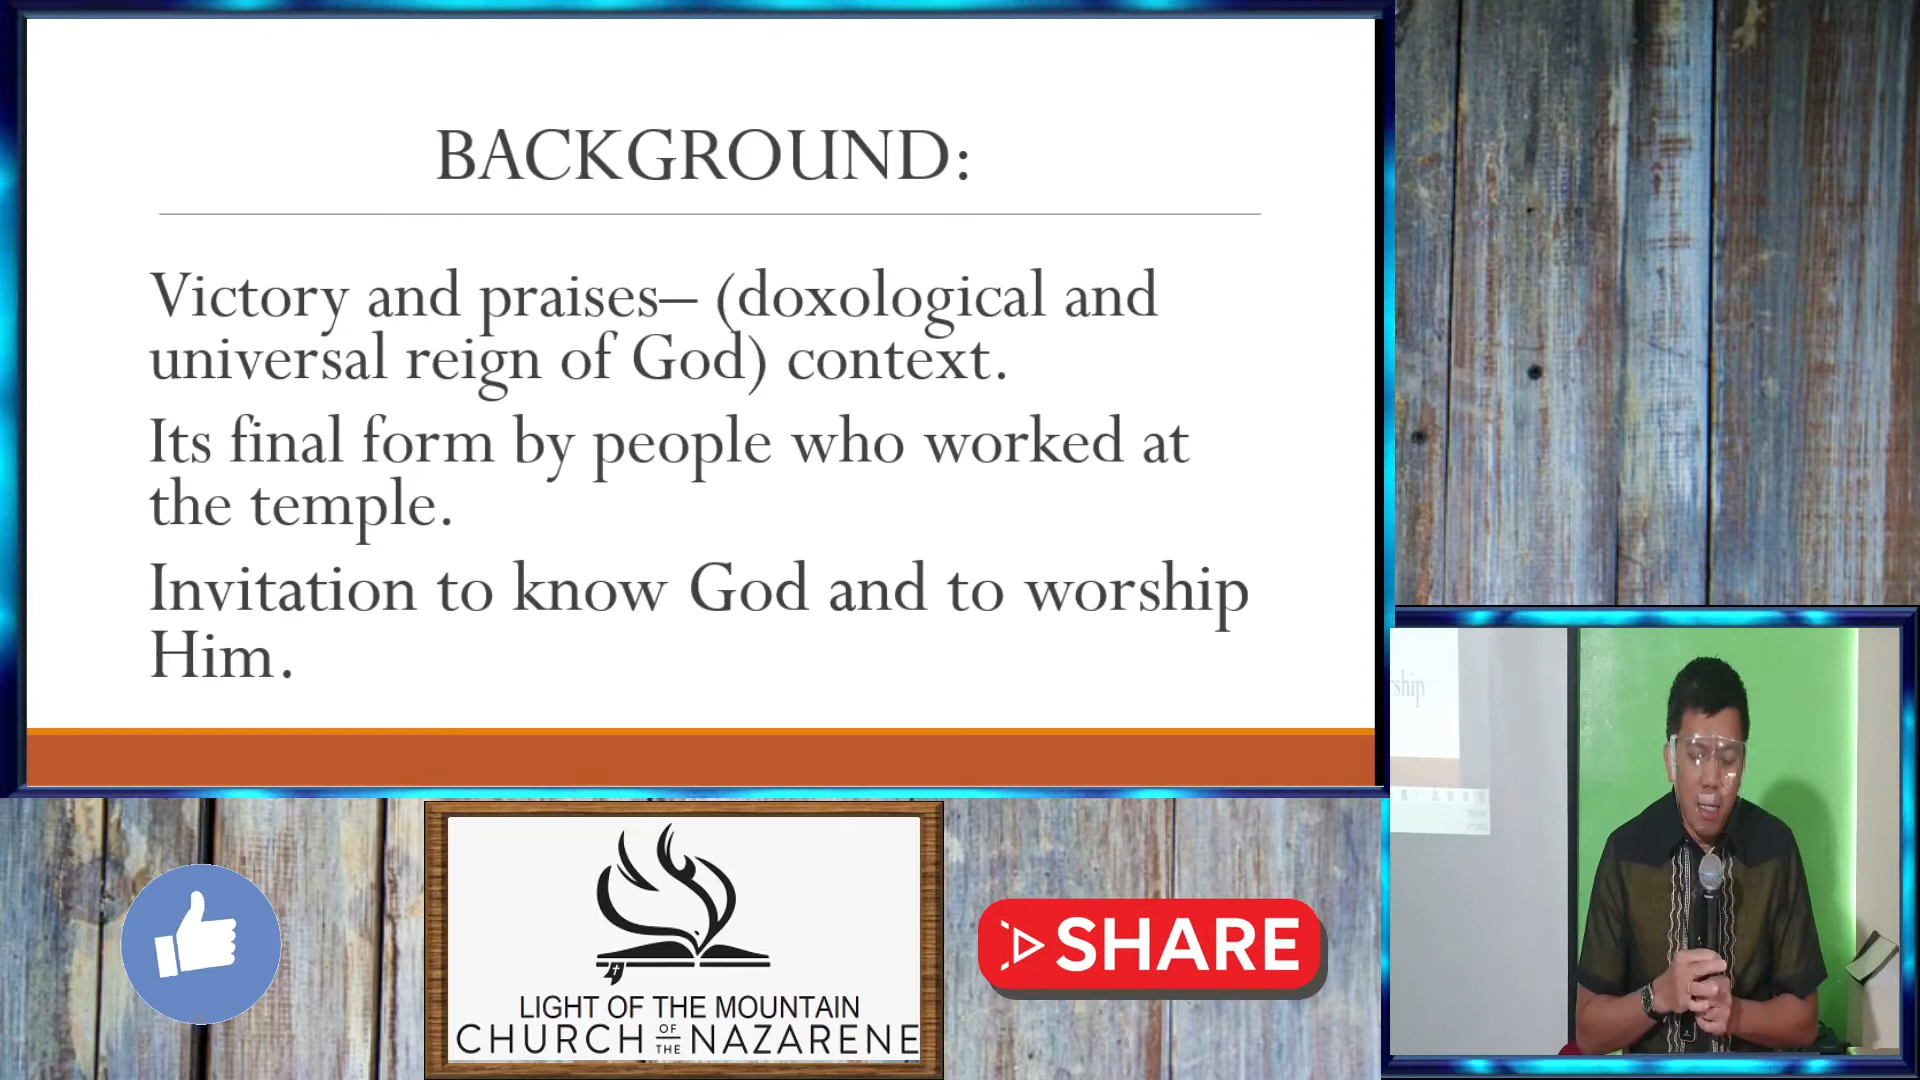 BACKGROUND:
Victory and praises– (doxological and
universal reign of God) context.
Its final form by people who worked at
the temple.
Invitation to know God and to worship
Him.
rship
LIGHT OF THE MOUNTAIN
CHURCH OF THE NAZARENE
SHARE